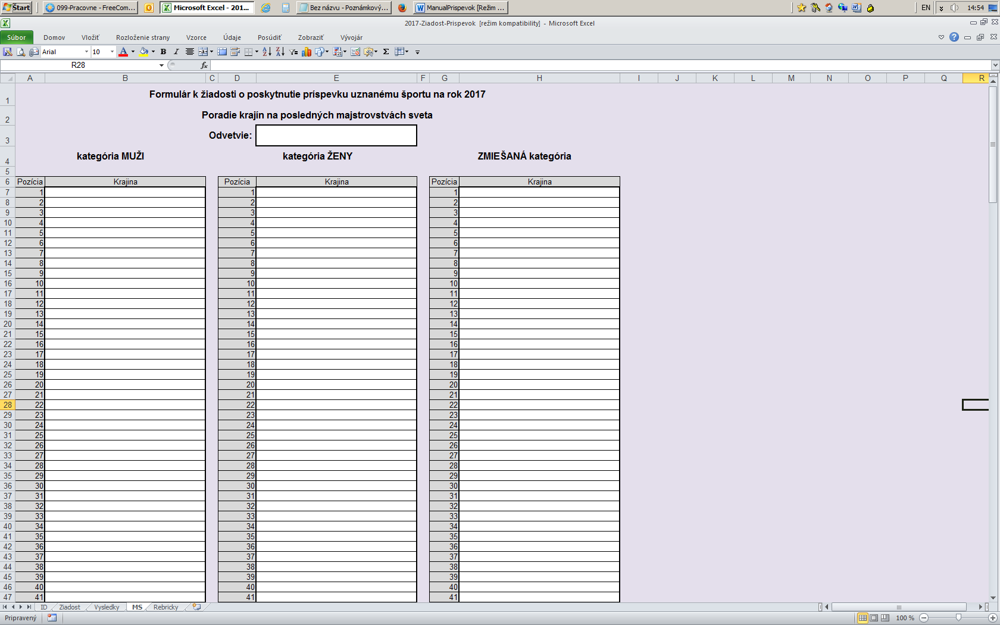 Start 099-Pracovne - FreeCom... Microsoft Excel - 201... Bez názvu - Poznámkový... ManualPrispevok [Režim ... EN 14:54
2017-Ziadost-Prispevok [režim kompatibility] - Microsoft Excel
Súbor Domov Vložiť Rozloženie strany Vzorce Údaje Posúdiť Zobraziť Vývojár
Arial 10
R28 fx
A B C D E F G H I J K L M N O P Q R
1 Formulár k žiadosti o poskytnutie príspevku uznanému športu na rok 2017
2 Poradie krajín na posledných majstrovstvách sveta
3 Odvetvie:
4 kategória MUŽI kategória ŽENY ZMIEŠANÁ kategória
5
6 Pozícia Krajina Pozícia Krajina Pozícia Krajina
7 1 1 1
8 2 2 2
9 3 3 3
10 4 4 4
11 5 5 5
12 6 6 6
13 7 7 7
14 8 8 8
15 9 9 9
16 10 10 10
17 11 11 11
18 12 12 12
19 13 13 13
20 14 14 14
21 15 15 15
22 16 16 16
23 17 17 17
24 18 18 18
25 19 19 19
26 20 20 20
27 21 21 21
28 22 22 22
29 23 23 23
30 24 24 24
31 25 25 25
32 26 26 26
33 27 27 27
34 28 28 28
35 29 29 29
36 30 30 30
37 31 31 31
38 32 32 32
39 33 33 33
40 34 34 34
41 35 35 35
42 36 36 36
43 37 37 37
44 38 38 38
45 39 39 39
46 40 40 40
47 41 41 41
ID Ziadost Vysledky MS Rebricky
Pripravený 100 %